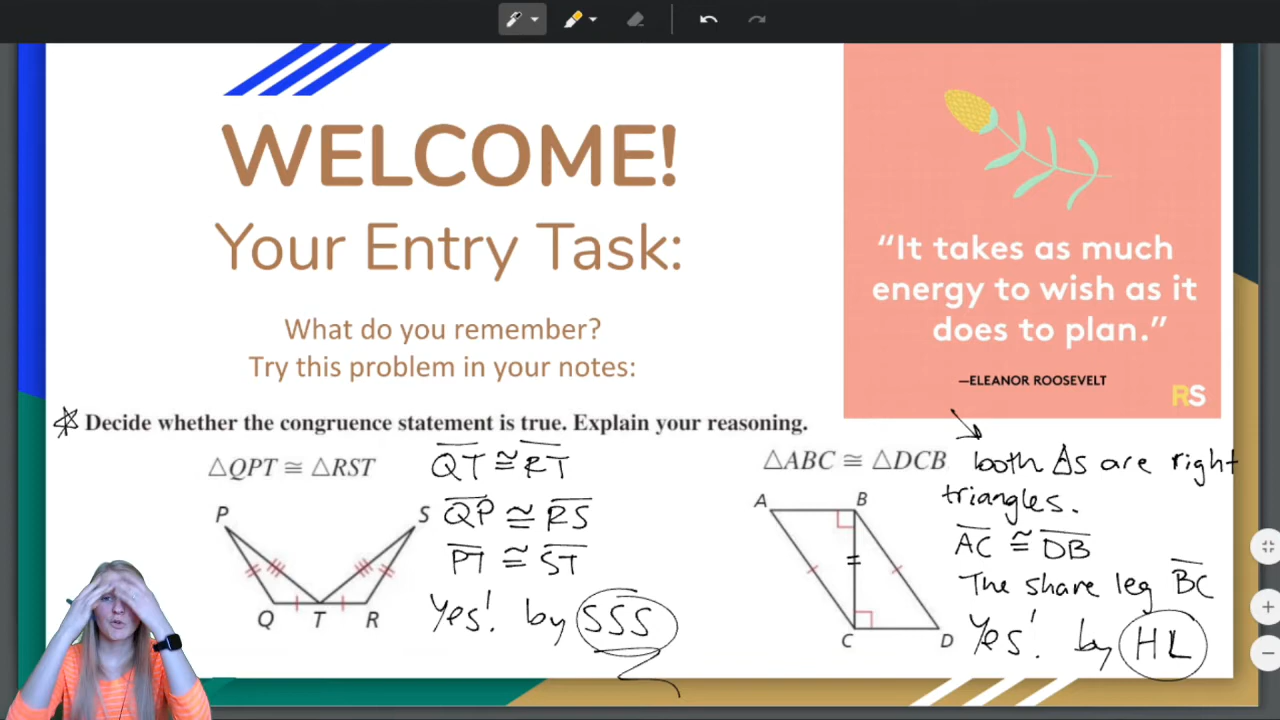 WELCOME!
Your Entry Task:
What do you remember?
Try this problem in your notes:
“It takes as much
energy to wish as it
does to plan.”
—ELEANOR ROOSEVELT
RS
Decide whether the congruence statement is true. Explain your reasoning.
△QPT ≅ △RST
QT ≅ RT
QP ≅ RS
PT ≅ ST
Yes! by SSS
P
S
Q
T
R
△ABC ≅ △DCB
both Δs are right
triangles.
AC ≅ DB
The share leg BC
Yes! by HL
A
B
C
D